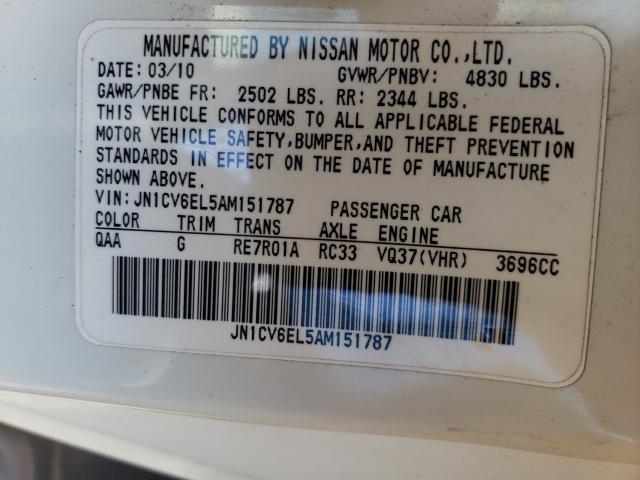 MANUFACTURED BY NISSAN MOTOR CO.,LTD.
DATE: 03/10 GVWR/PNBV: 4830 LBS.
GAWR/PNBE FR: 2502 LBS. RR: 2344 LBS.
THIS VEHICLE CONFORMS TO ALL APPLICABLE FEDERAL
MOTOR VEHICLE SAFETY,BUMPER,AND THEFT PREVENTION
STANDARDS IN EFFECT ON THE DATE OF MANUFACTURE
SHOWN ABOVE.
VIN:JN1CV6EL5AM151787 PASSENGER CAR
COLOR TRIM TRANS AXLE ENGINE
QAA G RE7R01A RC33 VQ37(VHR) 3696CC
JN1CV6EL5AM151787